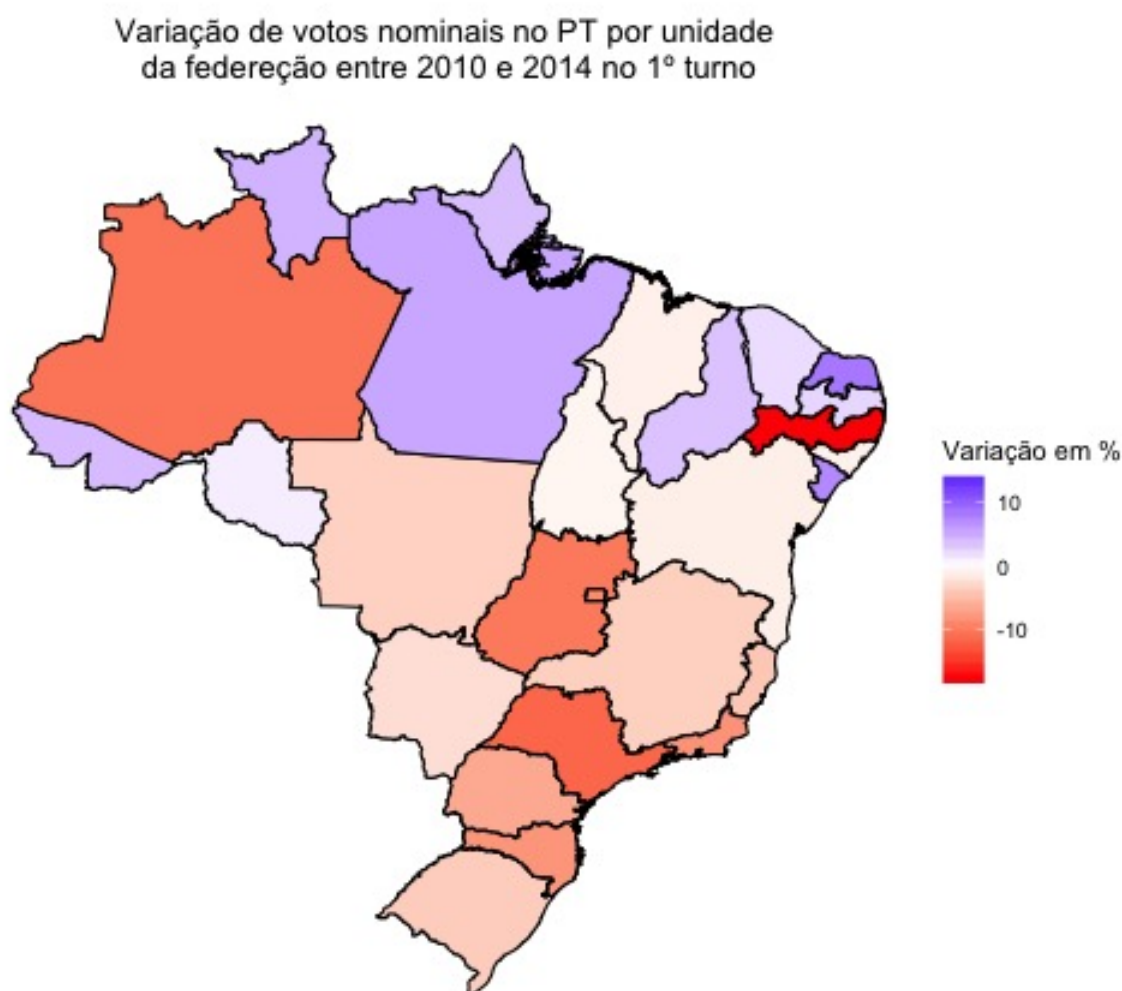 Variação de votos nominais no PT por unidade
da federeção entre 2010 e 2014 no 1º turno
Variação em %
10
0
-10